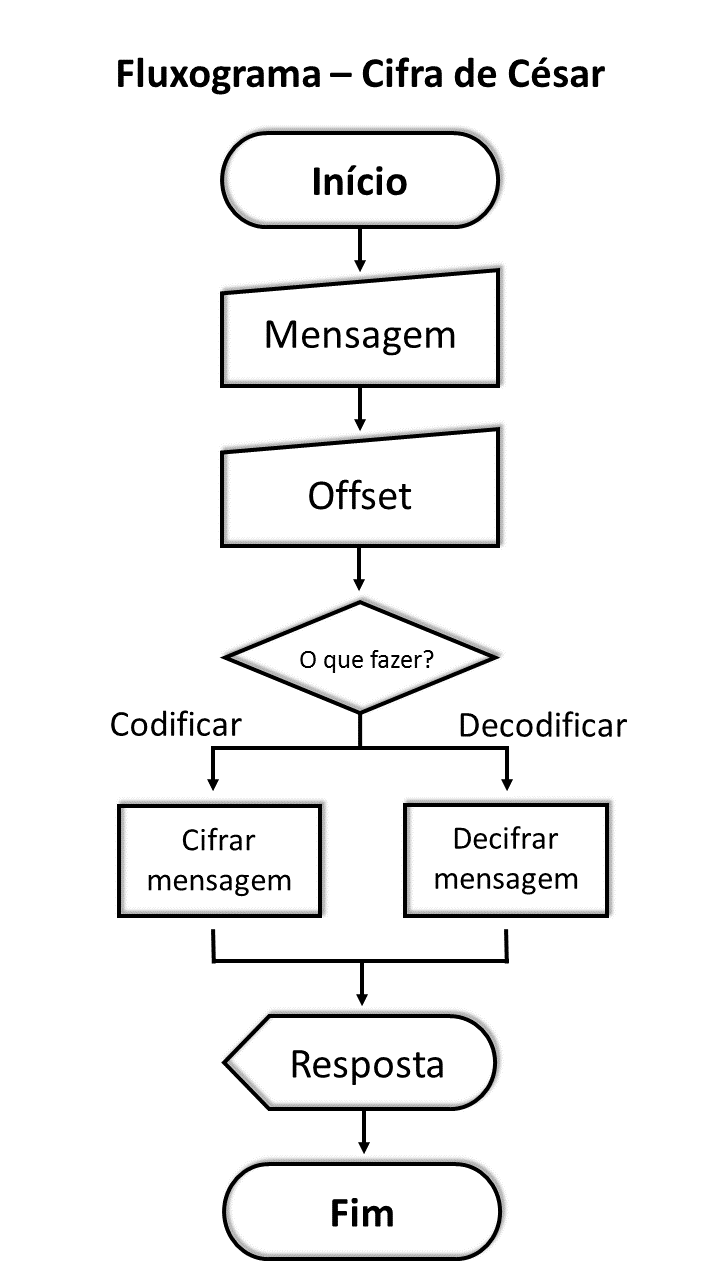 Fluxograma – Cifra de César
Início
Mensagem
Offset
O que fazer?
Codificar
Decodificar
Cifrar
mensagem
Decifrar
mensagem
Resposta
Fim